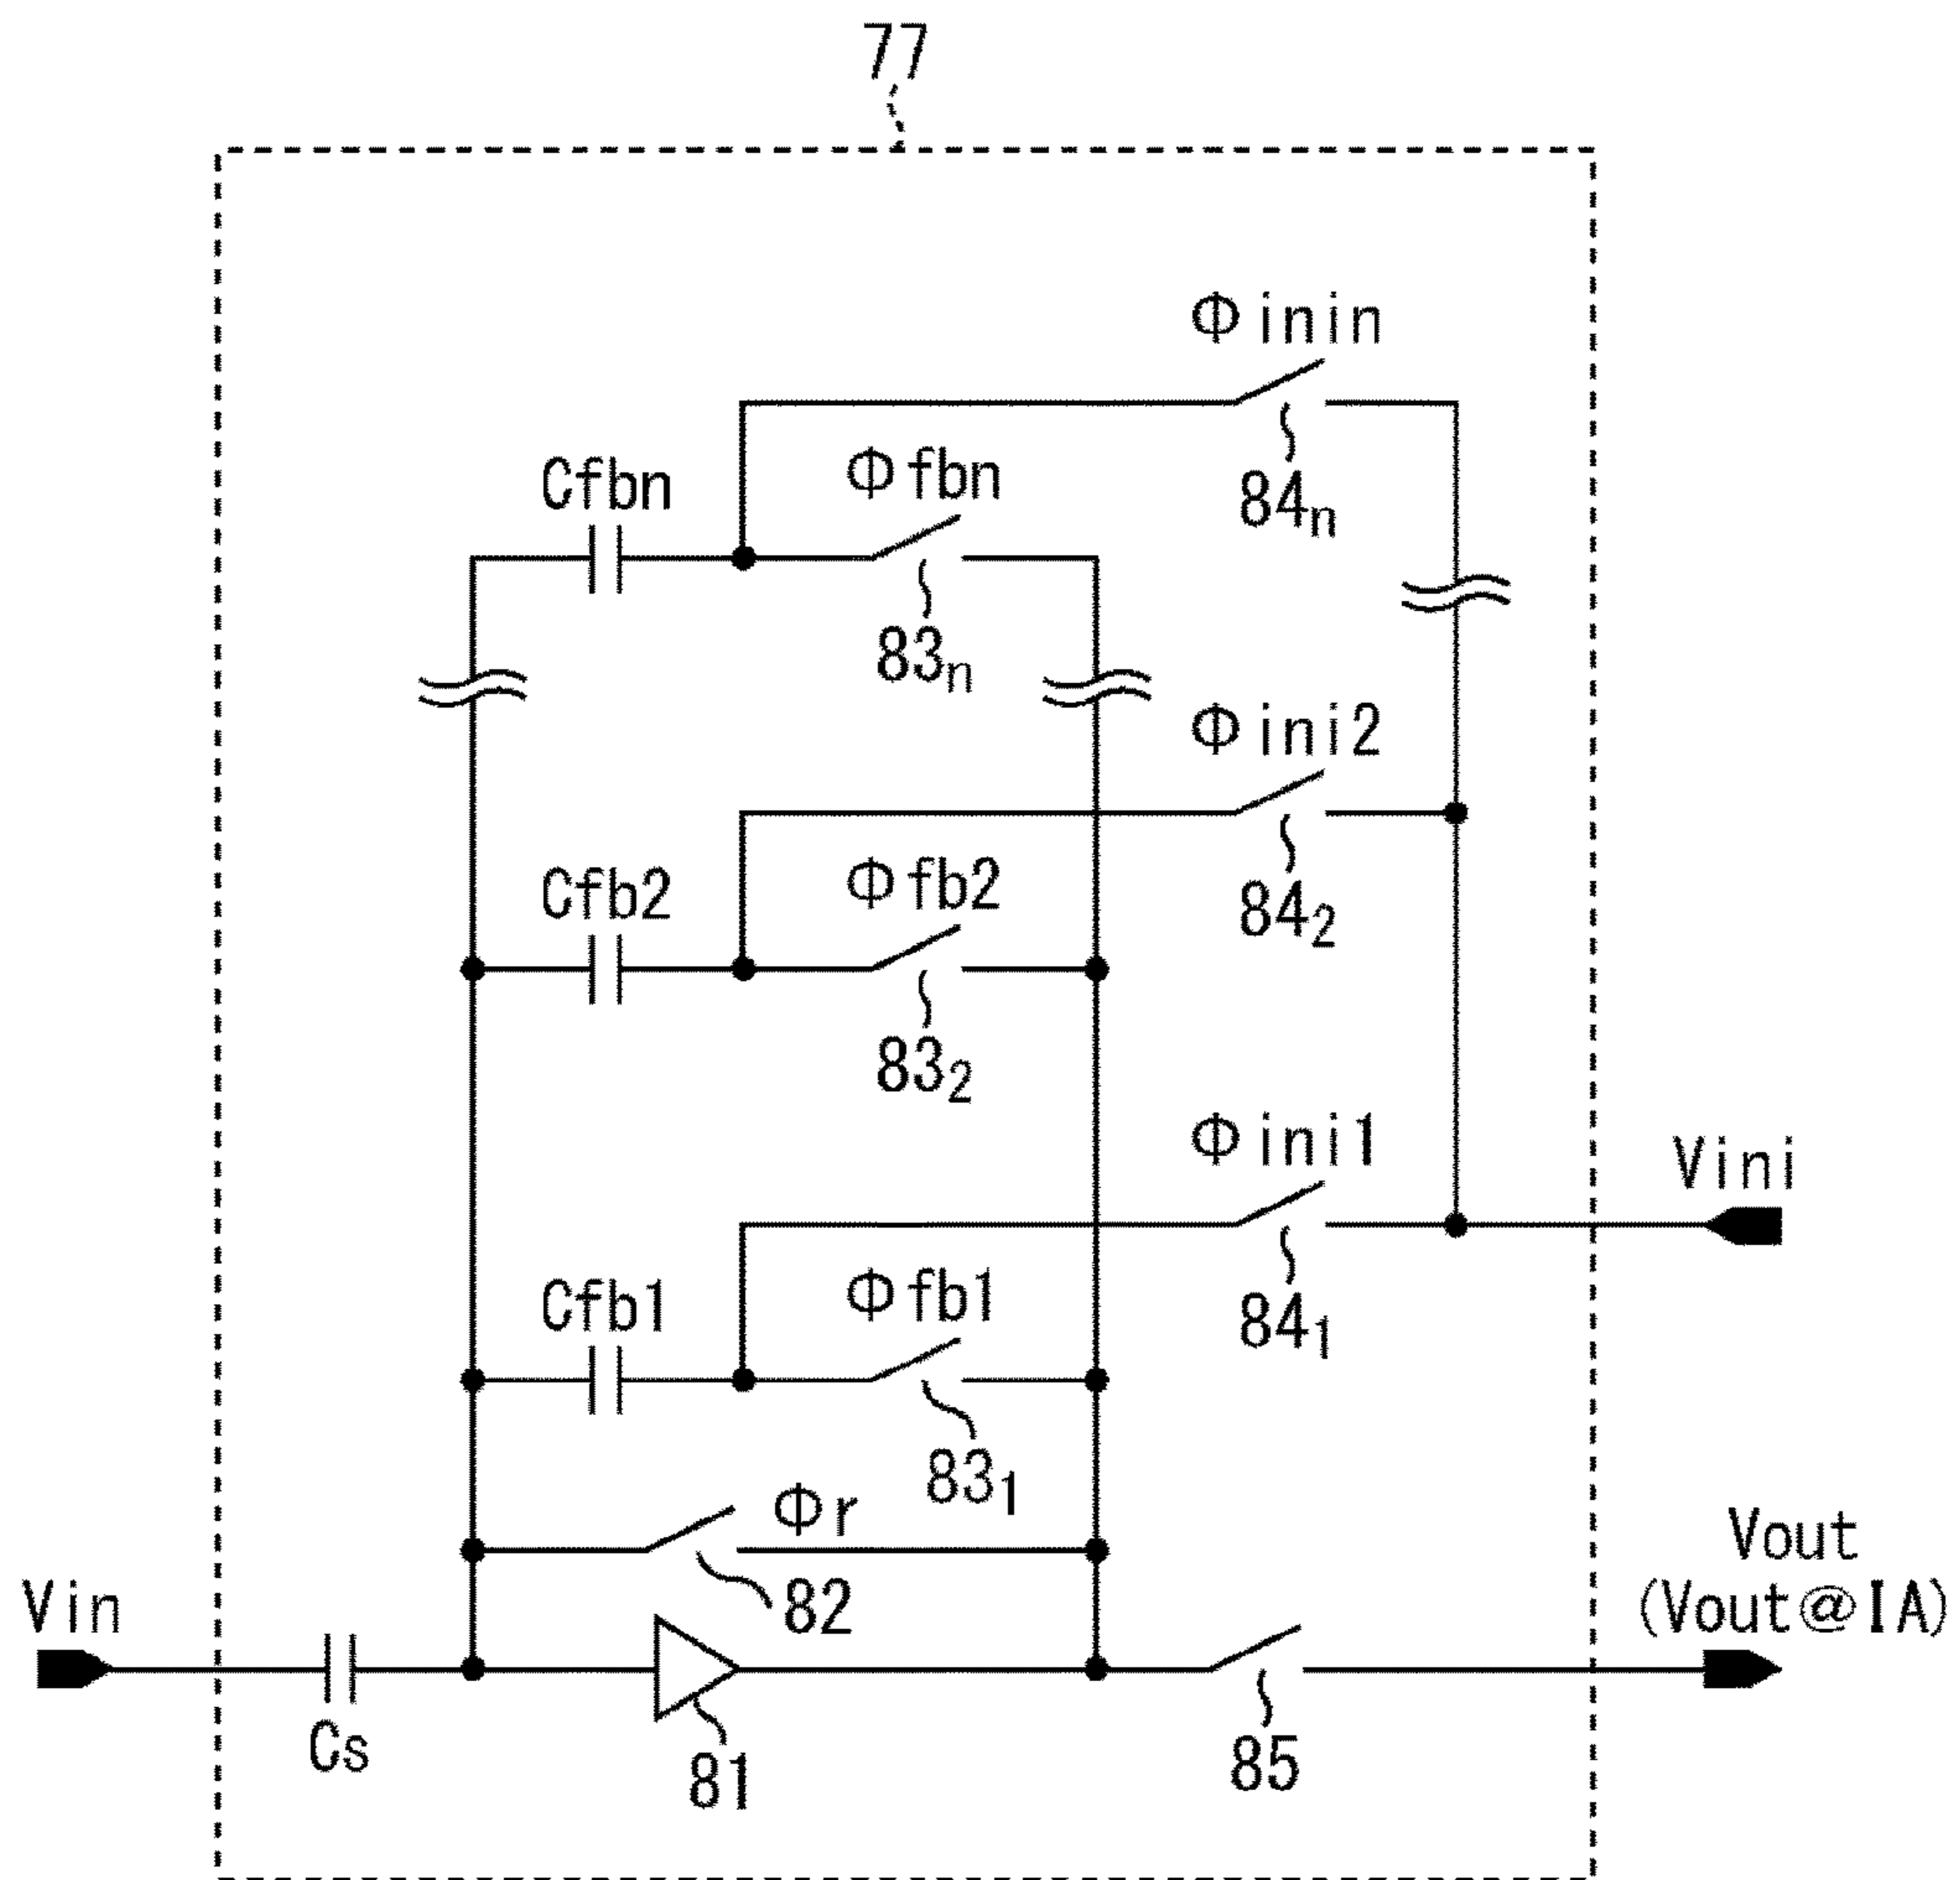 77
Φinin
84n
Cfbn
Φfbn
83n
Φini2
84₂
Cfb2
Φfb2
83₂
Φini1
84₁
Vini
Cfb1
Φfb1
83₁
Φr
82
Vin
Cs
81
85
Vout
(Vout@IA)